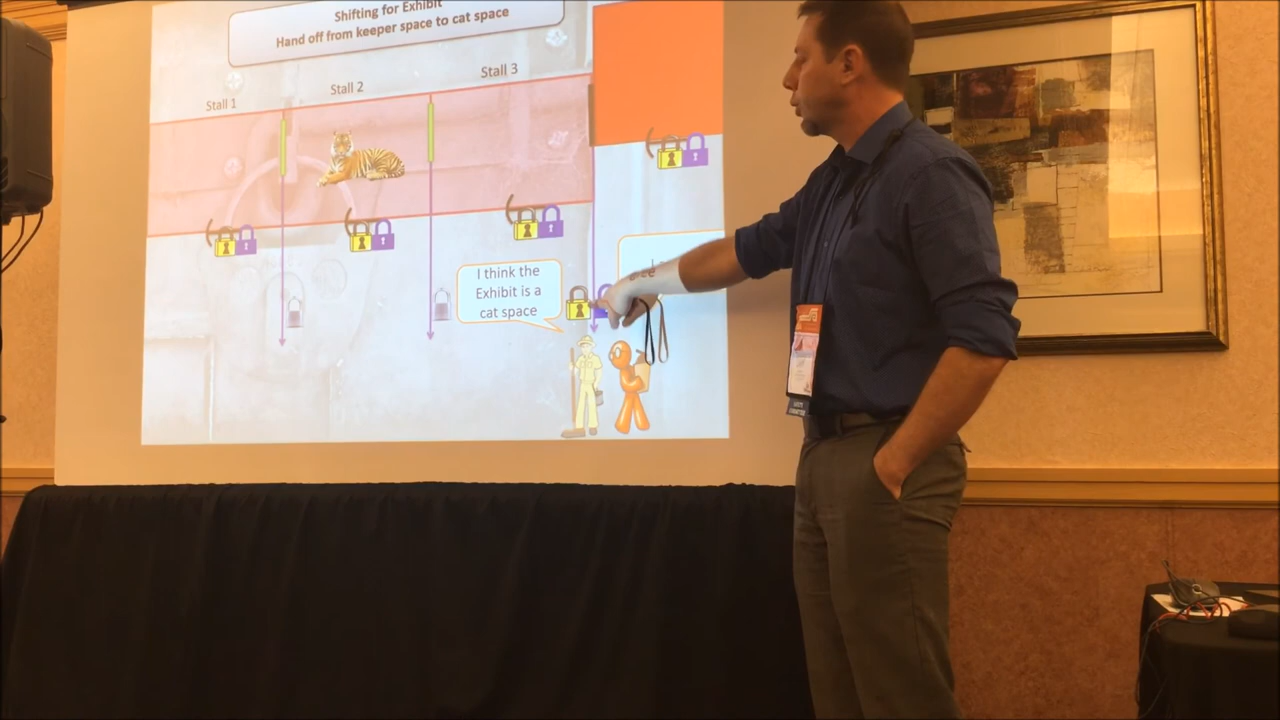 Shifting for Exhibit
Hand off from keeper space to cat space
Stall 1
Stall 2
Stall 3
I think the
Exhibit is a
cat space